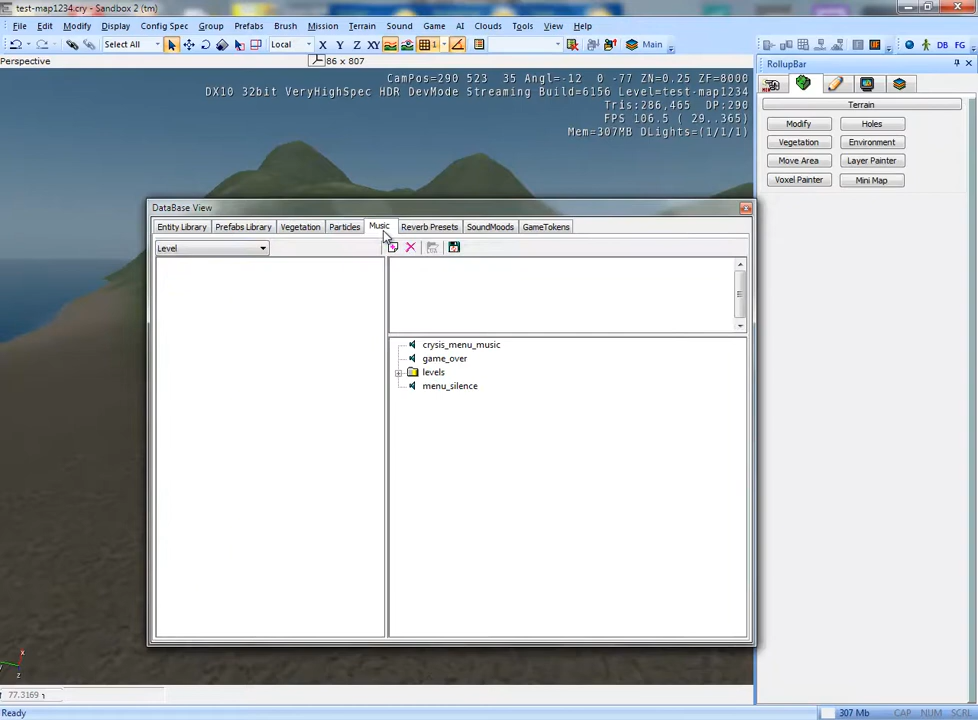 test-map1234.cry - Sandbox 2 (tm)
File Edit Modify Display Config Spec Group Prefabs Brush Mission Terrain Sound Game AI Clouds Tools View Help
Select All Local X Y Z XY 1 Main DB FG
Perspective 86 x 807
RollupBar
CamPos=290 523 35 Angl=-12 0 -77 ZN=0.25 ZF=8000
DX10 32bit VeryHighSpec HDR DevMode Streaming Build=6156 Level=test-map1234
Tris:286,465 DP:290
FPS 106.5 ( 29..365)
Mem=307MB DLights=(1/1/1)
Terrain
Modify Holes
Vegetation Environment
Move Area Layer Painter
Voxel Painter Mini Map
DataBase View
Entity Library Prefabs Library Vegetation Particles Music Reverb Presets SoundMoods GameTokens
Level
crysis_menu_music
game_over
levels
menu_silence
x
z
77.3169
Ready 307 Mb CAP NUM SCRL